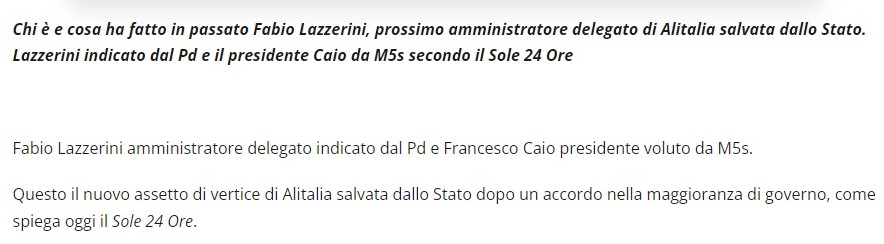 Chi è e cosa ha fatto in passato Fabio Lazzerini, prossimo amministratore delegato di Alitalia salvata dallo Stato.
Lazzerini indicato dal Pd e il presidente Caio da M5s secondo il Sole 24 Ore
Fabio Lazzerini amministratore delegato indicato dal Pd e Francesco Caio presidente voluto da M5s.
Questo il nuovo assetto di vertice di Alitalia salvata dallo Stato dopo un accordo nella maggioranza di governo, come
spiega oggi il Sole 24 Ore.